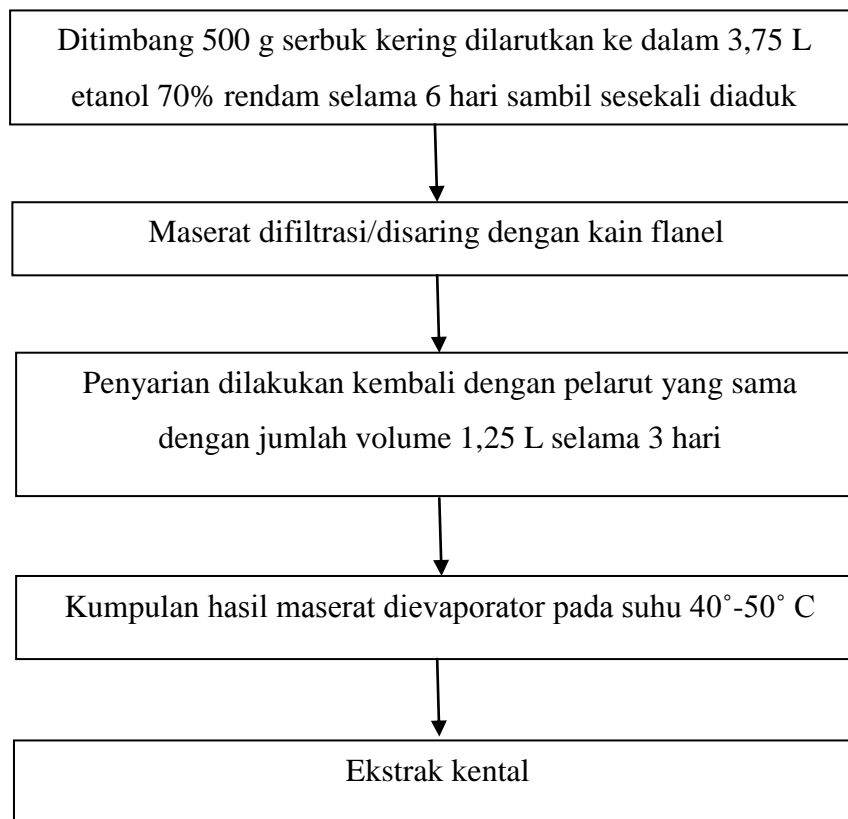 Ditimbang 500 g serbuk kering dilarutkan ke dalam 3,75 L
etanol 70% rendam selama 6 hari sambil sesekali diaduk
Maserat difiltrasi/disaring dengan kain flanel
Penyarian dilakukan kembali dengan pelarut yang sama
dengan jumlah volume 1,25 L selama 3 hari
Kumpulan hasil maserat dievaporator pada suhu 40˚-50˚ C
Ekstrak kental